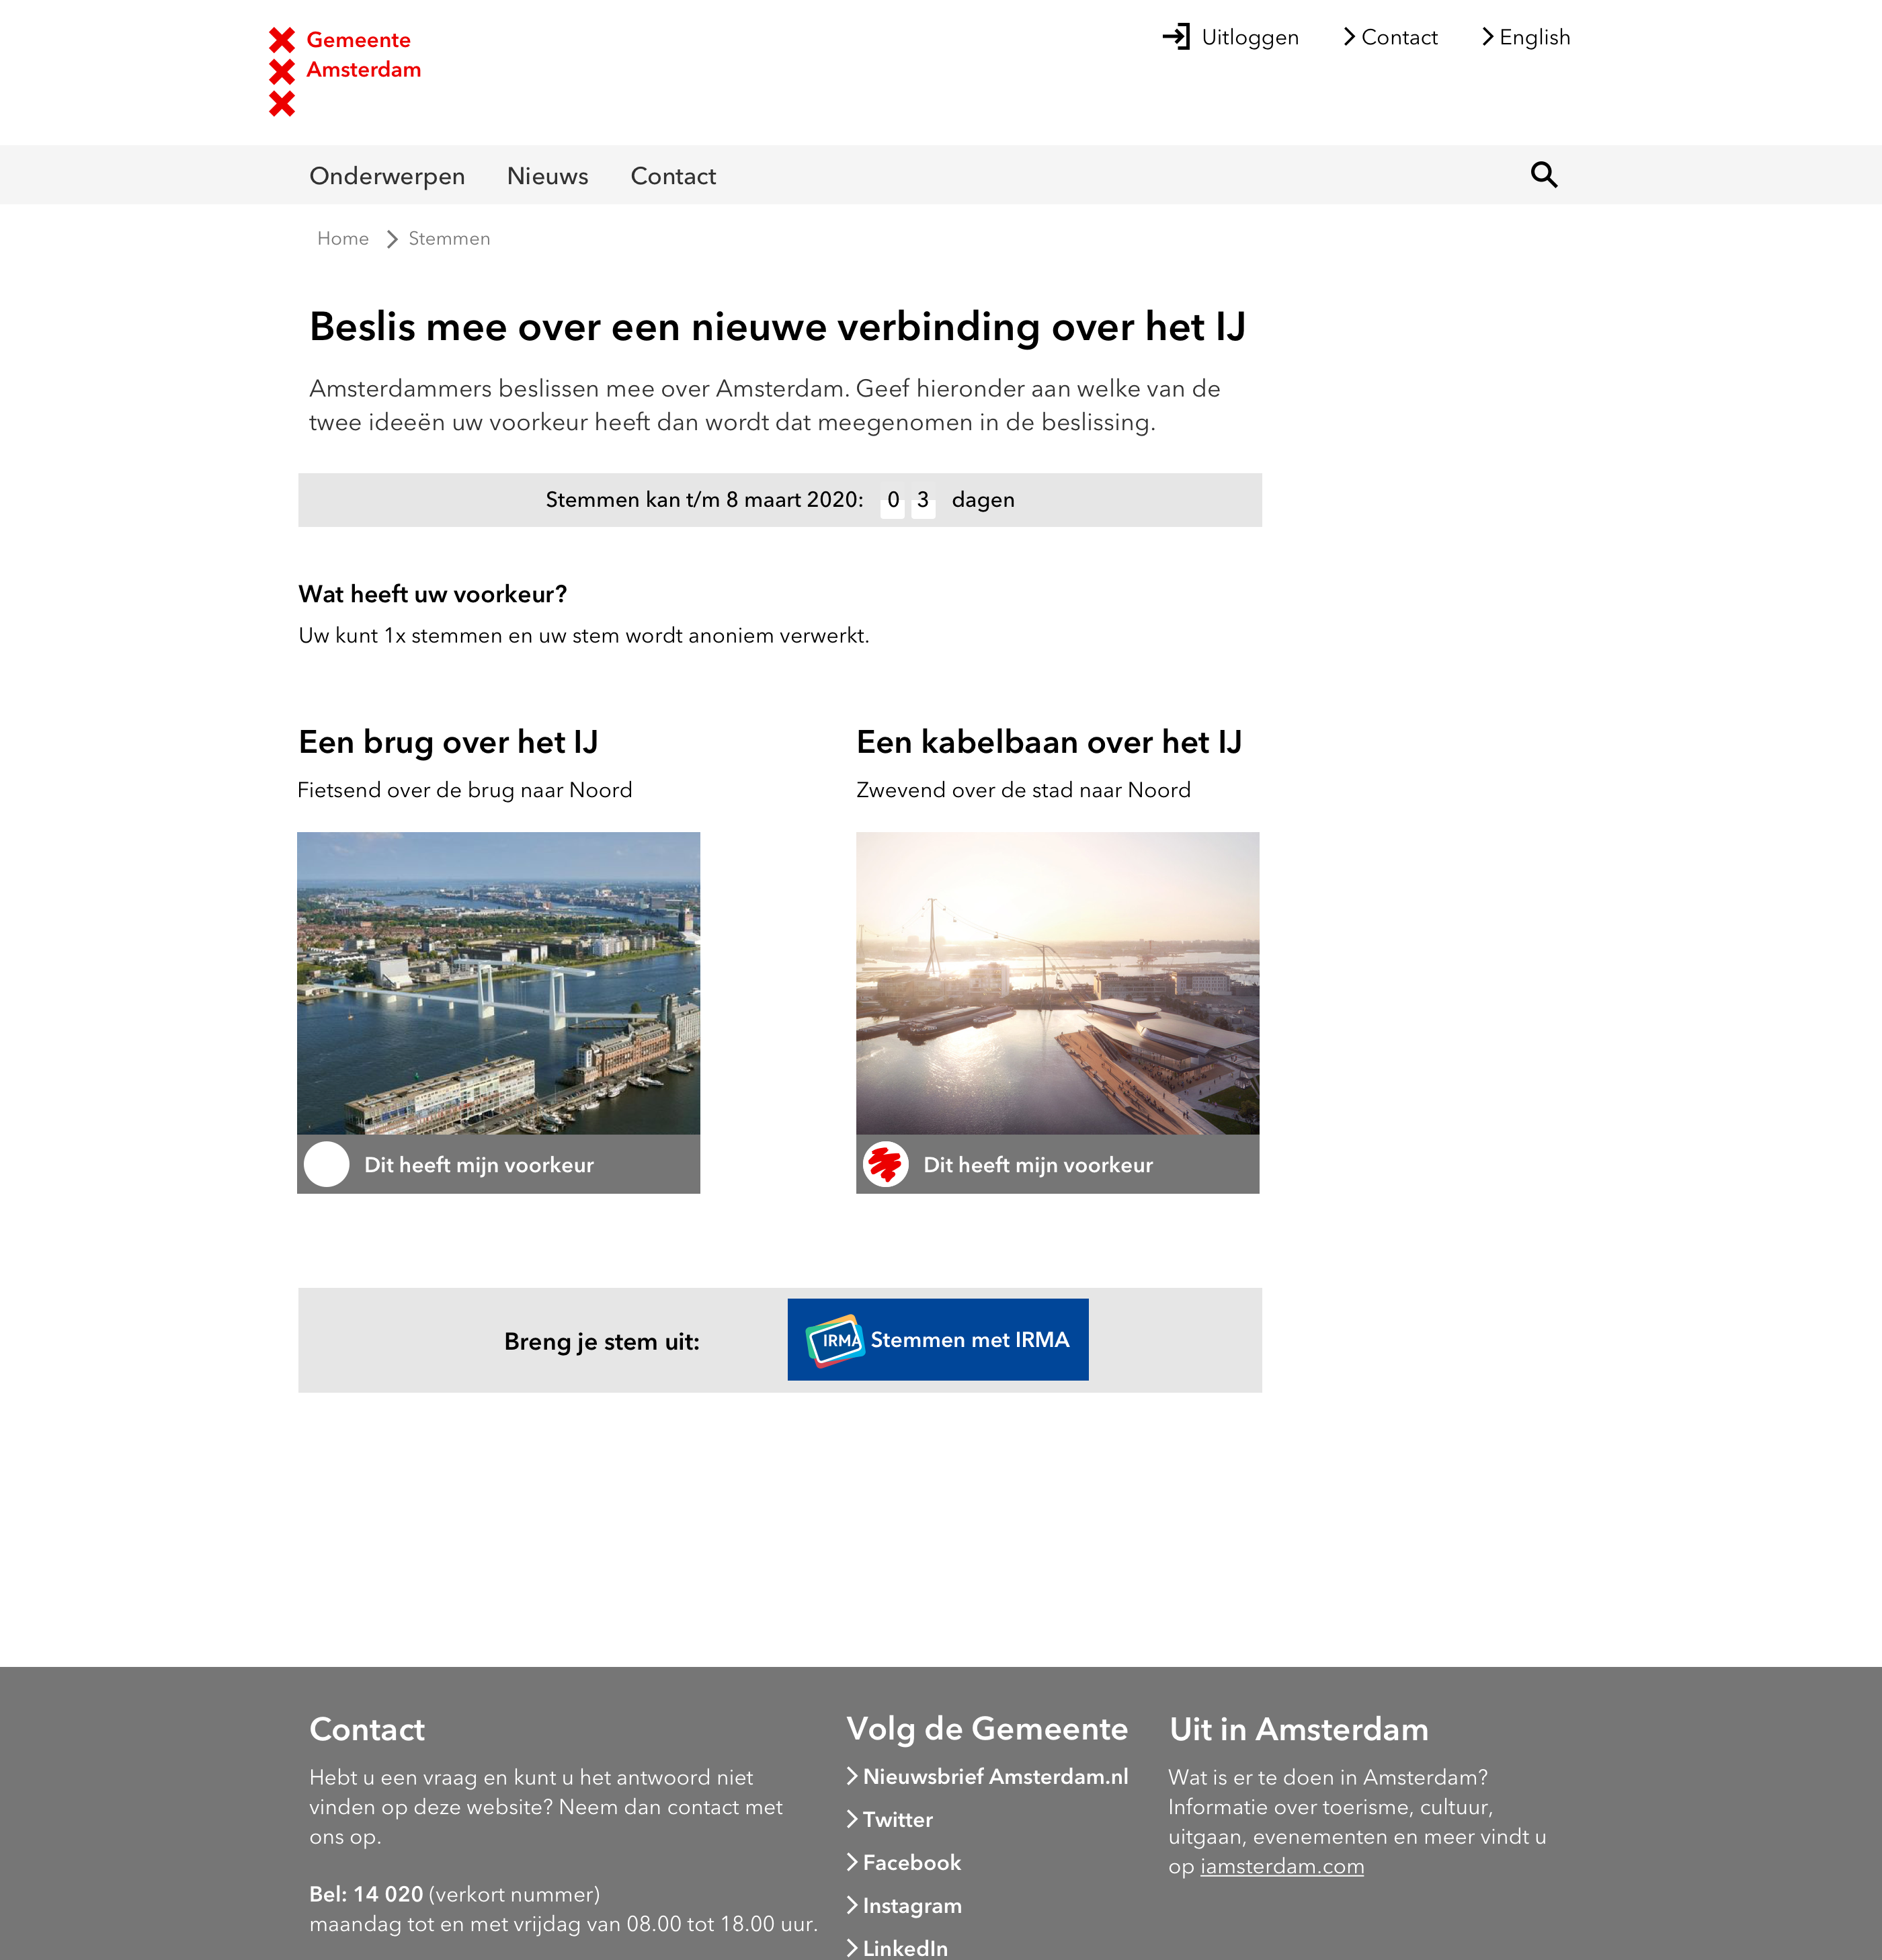 Gemeente
Amsterdam
Uitloggen
Contact
English
Onderwerpen
Nieuws
Contact
Home
Stemmen
Beslis mee over een nieuwe verbinding over het IJ
Amsterdammers beslissen mee over Amsterdam. Geef hieronder aan welke van de
twee ideeën uw voorkeur heeft dan wordt dat meegenomen in de beslissing.
Stemmen kan t/m 8 maart 2020: 0 3 dagen
Wat heeft uw voorkeur?
Uw kunt 1x stemmen en uw stem wordt anoniem verwerkt.
Een brug over het IJ
Fietsend over de brug naar Noord
Dit heeft mijn voorkeur
Een kabelbaan over het IJ
Zwevend over de stad naar Noord
Dit heeft mijn voorkeur
Breng je stem uit:
IRMA
Stemmen met IRMA
Contact
Hebt u een vraag en kunt u het antwoord niet
vinden op deze website? Neem dan contact met
ons op.
Bel: 14 020 (verkort nummer)
maandag tot en met vrijdag van 08.00 tot 18.00 uur.
Volg de Gemeente
Nieuwsbrief Amsterdam.nl
Twitter
Facebook
Instagram
LinkedIn
Uit in Amsterdam
Wat is er te doen in Amsterdam?
Informatie over toerisme, cultuur,
uitgaan, evenementen en meer vindt u
op iamsterdam.com